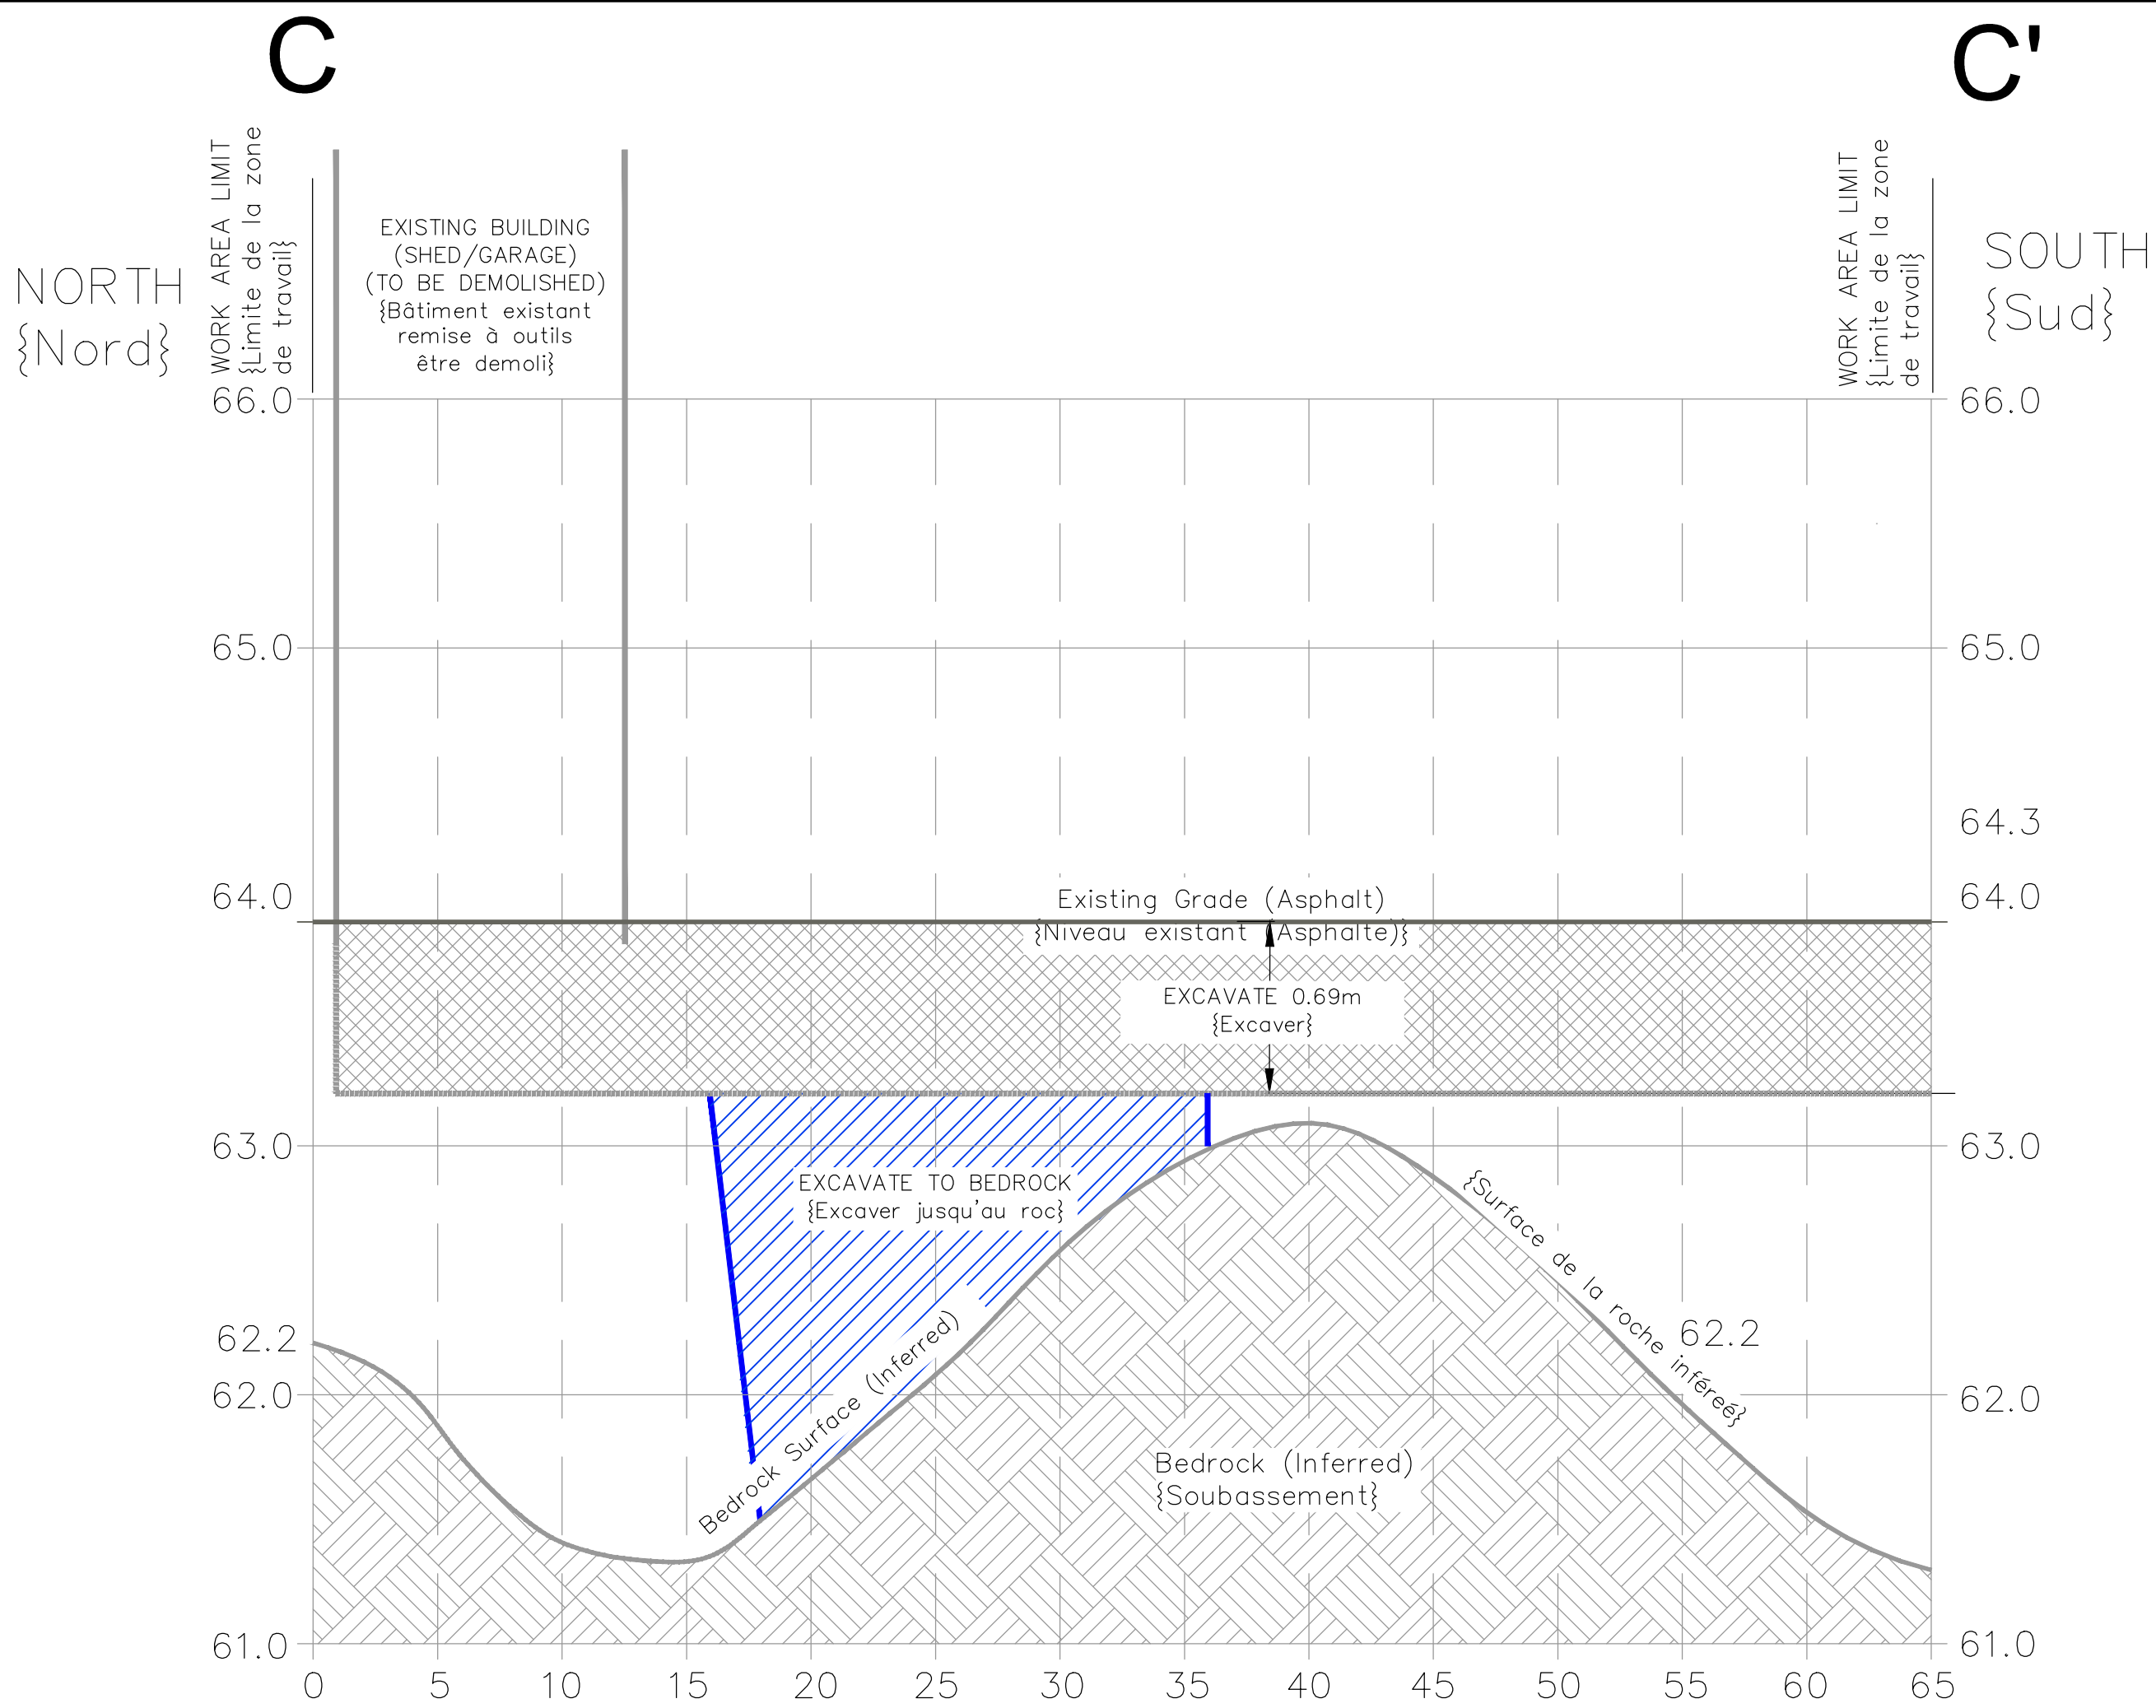 C
C'
WORK AREA LIMIT
{Limite de la zone
de travail}
NORTH
{Nord}
EXISTING BUILDING
(SHED/GARAGE)
(TO BE DEMOLISHED)
{Bâtiment existant
remise à outils
être demoli}
WORK AREA LIMIT
{Limite de la zone
de travail}
SOUTH
{Sud}
66.0
66.0
65.0
65.0
64.3
64.0
64.0
Existing Grade (Asphalt)
{Niveau existant (Asphalte)}
EXCAVATE 0.69m
{Excaver}
63.0
63.0
EXCAVATE TO BEDROCK
{Excaver jusqu'au roc}
{Surface de la roche inféreé}
62.2
62.2
62.0
62.0
Bedrock Surface (Inferred)
Bedrock (Inferred)
{Soubassement}
61.0
61.0
0 5 10 15 20 25 30 35 40 45 50 55 60 65